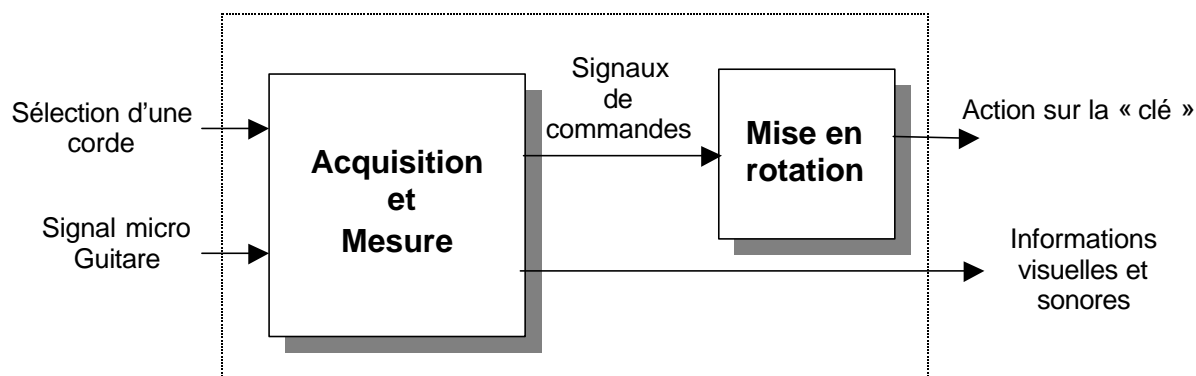 Sélection d'une
corde
Signal micro
Guitare
Acquisition
et
Mesure
Signaux
de
commandes
Mise en
rotation
Action sur la « clé »
Informations
visuelles et
sonores